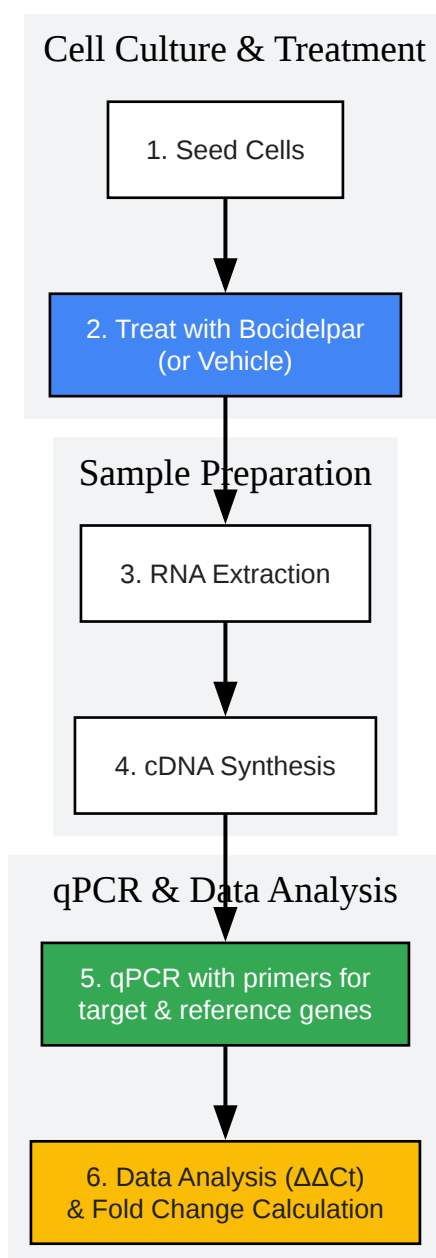 Cell Culture & Treatment
1. Seed Cells
2. Treat with Bocidelpar
(or Vehicle)
Sample Preparation
3. RNA Extraction
4. cDNA Synthesis
qPCR & Data Analysis
5. qPCR with primers for
target & reference genes
6. Data Analysis (ΔΔCt)
& Fold Change Calculation